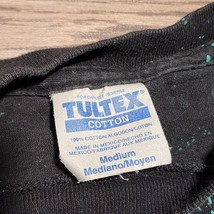 TULTEX®
COTTON
100% COTTON/ALGODON/COTON
MADE IN MEXICO/HECHO EN
MEXICO/FABRIQUE AUX MEXIQUE
Medium
Mediano/Moyen